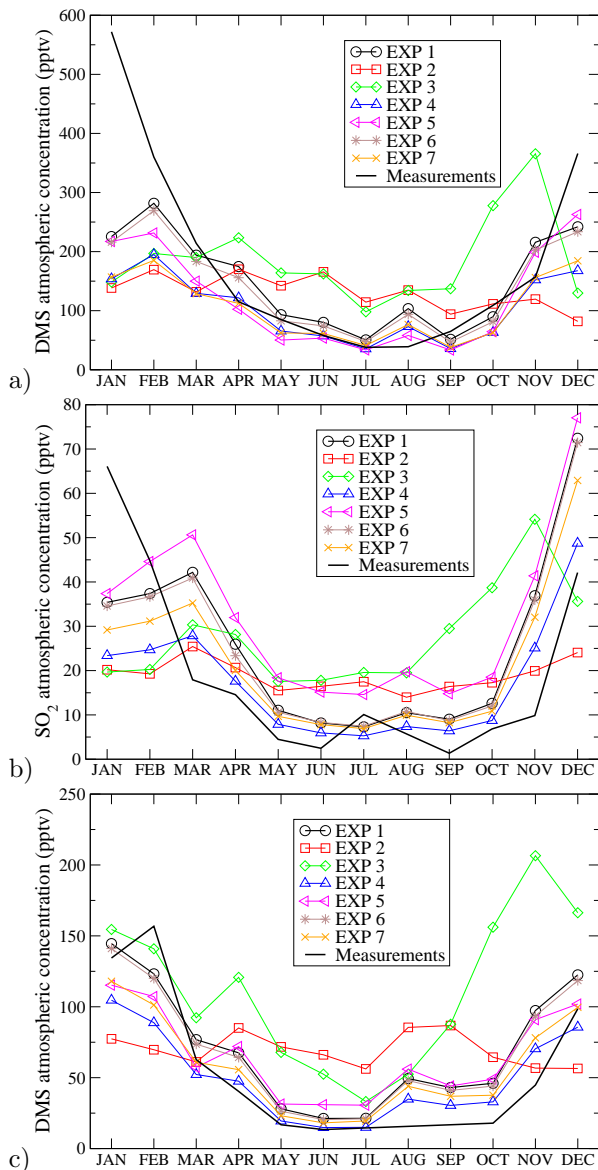 600
500
400
300
200
100
0
DMS atmospheric concentration (pptv)
EXP 1
EXP 2
EXP 3
EXP 4
EXP 5
EXP 6
EXP 7
Measurements
JAN FEB MAR APR MAY JUN JUL AUG SEP OCT NOV DEC
a)
80
70
60
50
40
30
20
10
0
SO2 atmospheric concentration (pptv)
EXP 1
EXP 2
EXP 3
EXP 4
EXP 5
EXP 6
EXP 7
Measurements
JAN FEB MAR APR MAY JUN JUL AUG SEP OCT NOV DEC
b)
250
200
150
100
50
0
DMS atmospheric concentration (pptv)
EXP 1
EXP 2
EXP 3
EXP 4
EXP 5
EXP 6
EXP 7
Measurements
JAN FEB MAR APR MAY JUN JUL AUG SEP OCT NOV DEC
c)